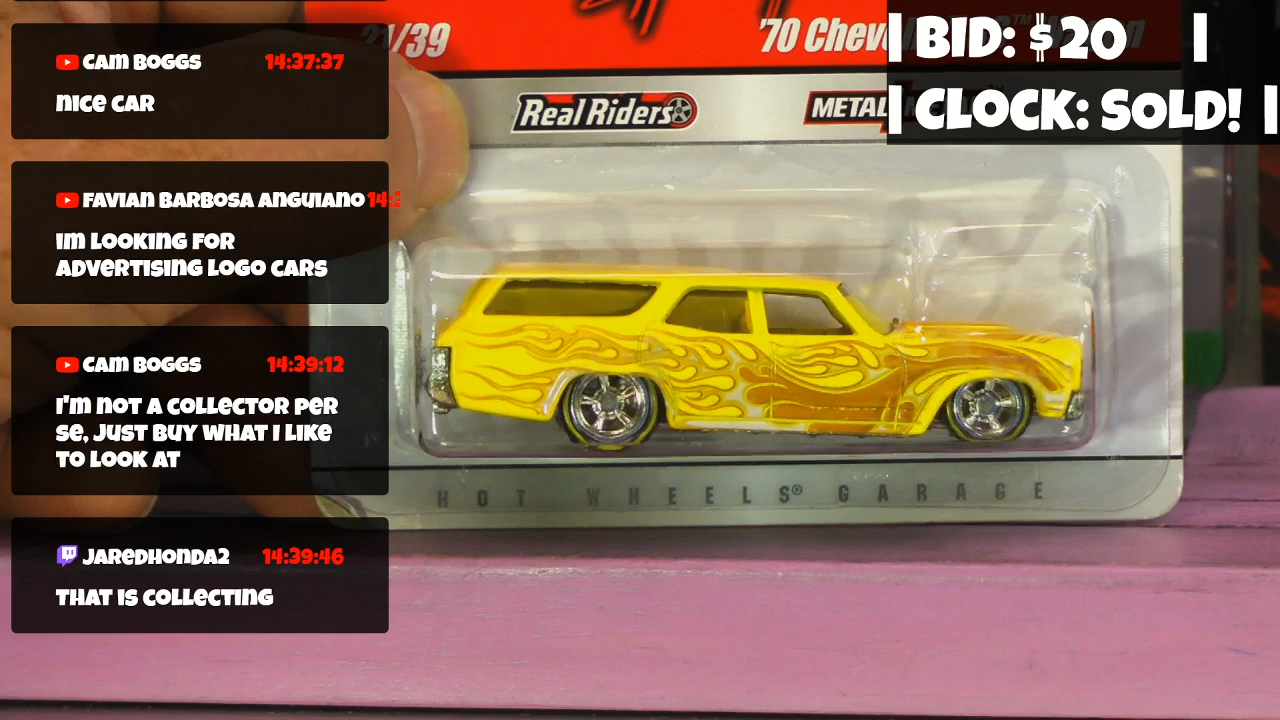 CAM BOGGS 14:37:37
NICE CAR
FAVIAN BARBOSA ANGUIANO
IM LOOKING FOR
ADVERTISING LOGO CARS
CAM BOGGS 14:39:12
I'M NOT A COLLECTOR PER
SE, JUST BUY WHAT I LIKE
TO LOOK AT
JAREDHONDA2 14:39:46
THAT IS COLLECTING
21/39
'70 Chev
BID: $20
CLOCK: SOLD!
Real Riders
METAL
HOT WHEELS® GARAGE